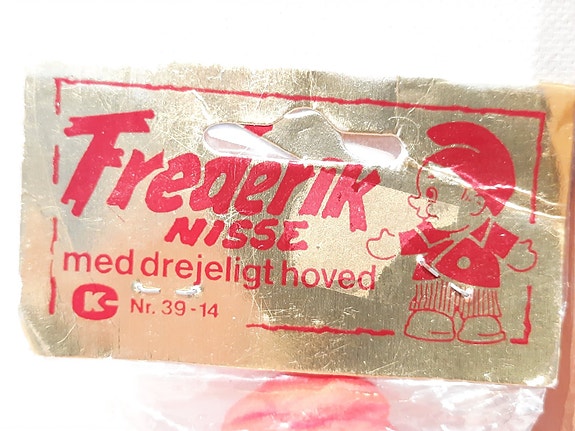 Frederik
NISSE
med drejeligt hoved
K Nr. 39-14